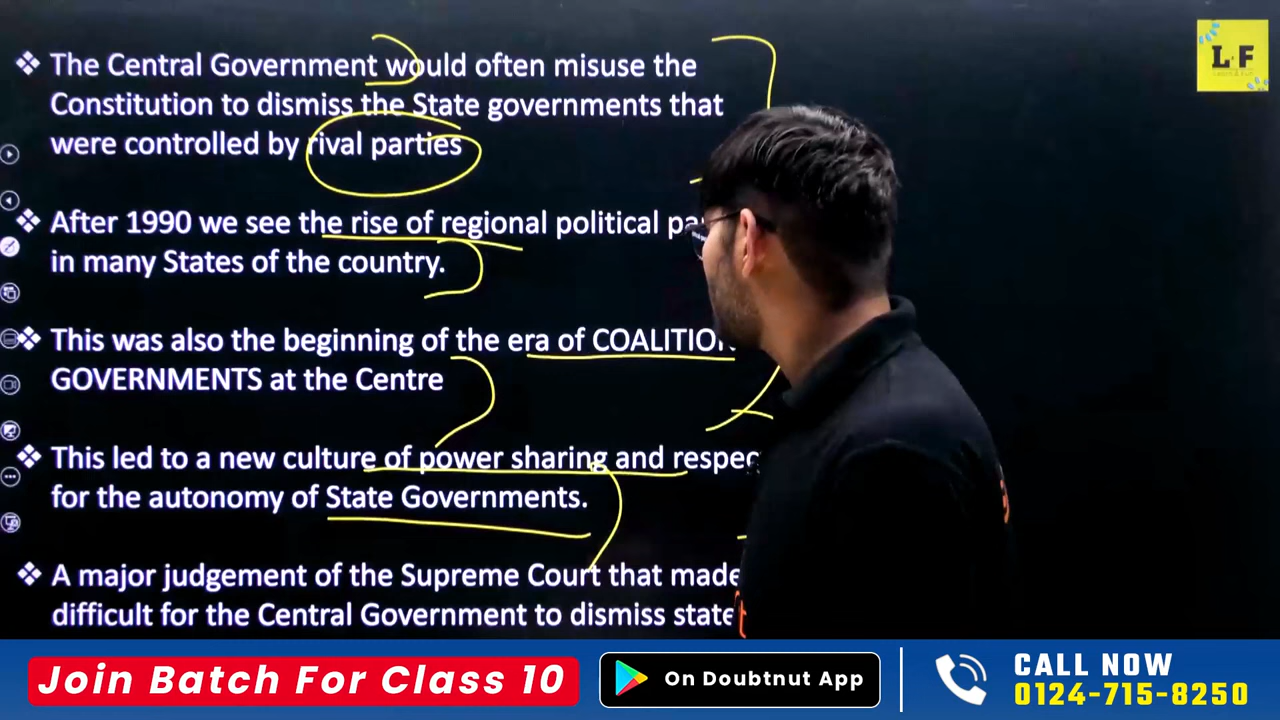 ❖ The Central Government would often misuse the
Constitution to dismiss the State governments that
were controlled by rival parties
❖ After 1990 we see the rise of regional political
in many States of the country.
❖ This was also the beginning of the era of
GOVERNMENTS at the Centre
❖ This led to a new culture of power sharing and
for the autonomy of State Governments.
❖ A major judgement of the Supreme Court that made
difficult for the Central Government to dismiss state
L F
Join Batch For Class 10
On Doubtnut App
CALL NOW
0124-715-8250